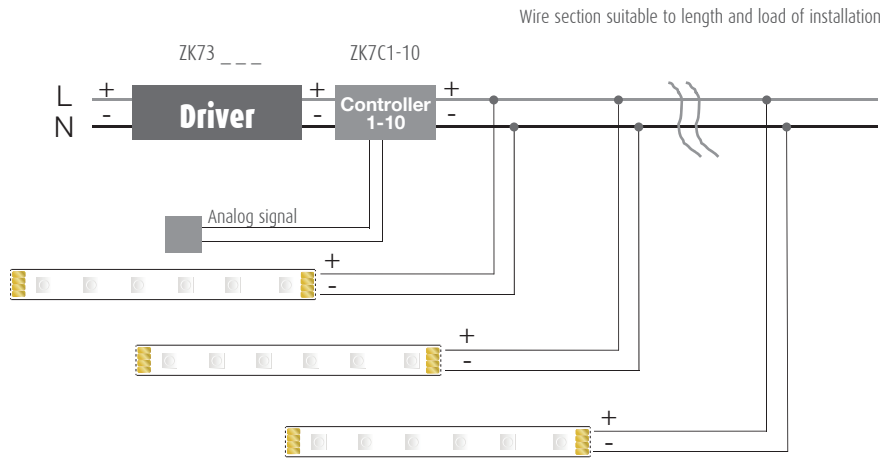 Wire section suitable to length and load of installation
ZK73 _ _ _
ZK7C1-10
L + + +
Driver
Controller
1-10
N - - -
Analog signal
+
-
+
-
+
-